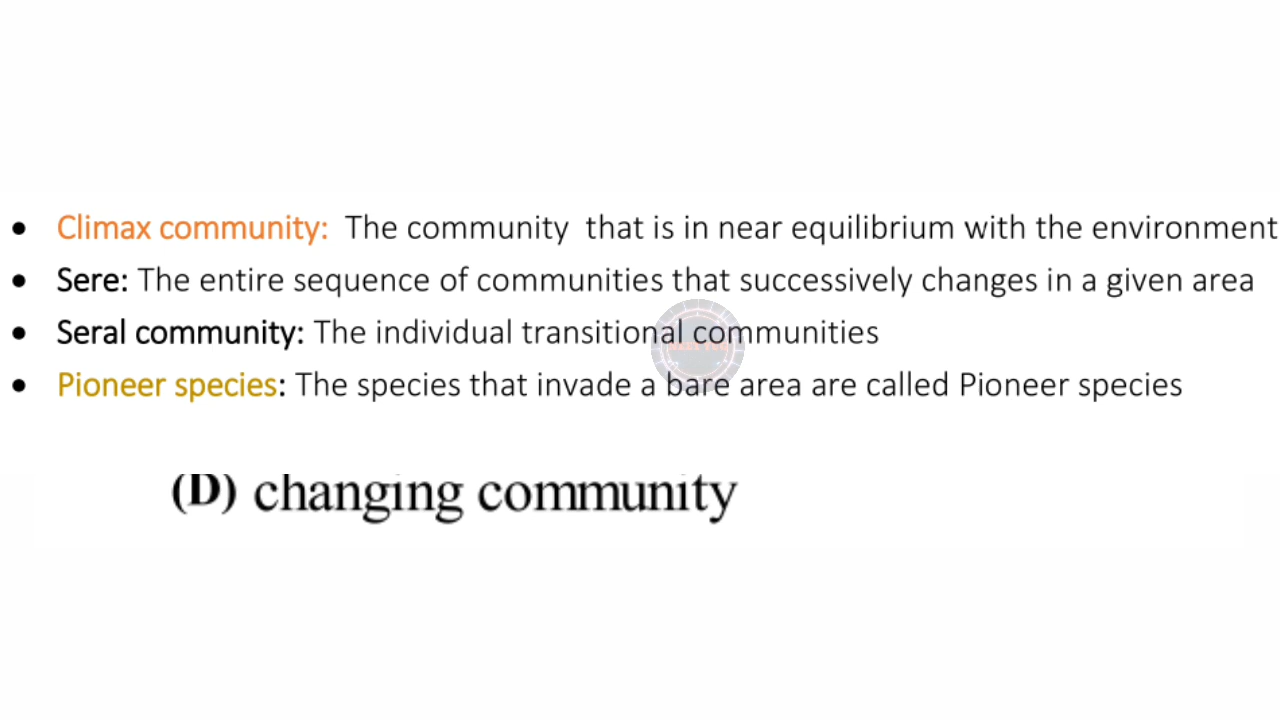 • Climax community: The community that is in near equilibrium with the environment
• Sere: The entire sequence of communities that successively changes in a given area
• Seral community: The individual transitional communities
• Pioneer species: The species that invade a bare area are called Pioneer species
(D) changing community